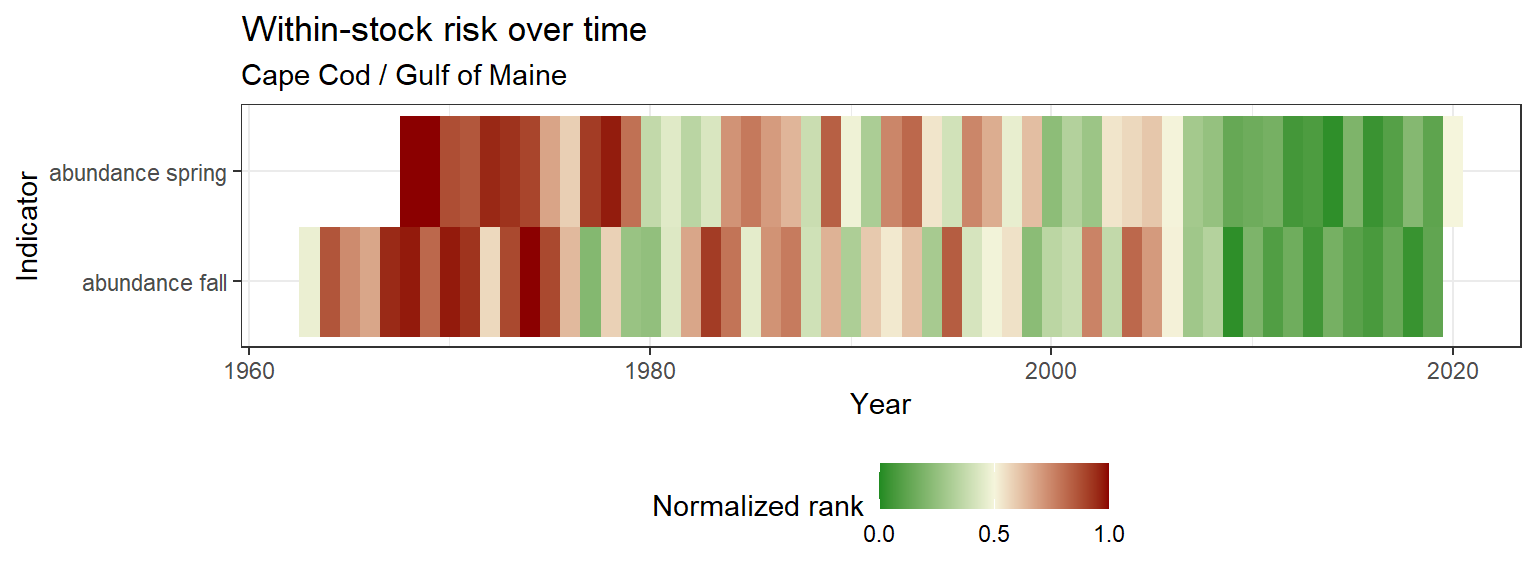 Within-stock risk over time
Cape Cod / Gulf of Maine
Indicator
abundance spring
abundance fall
1960 1980 2000 2020
Year
Normalized rank
0.0 0.5 1.0